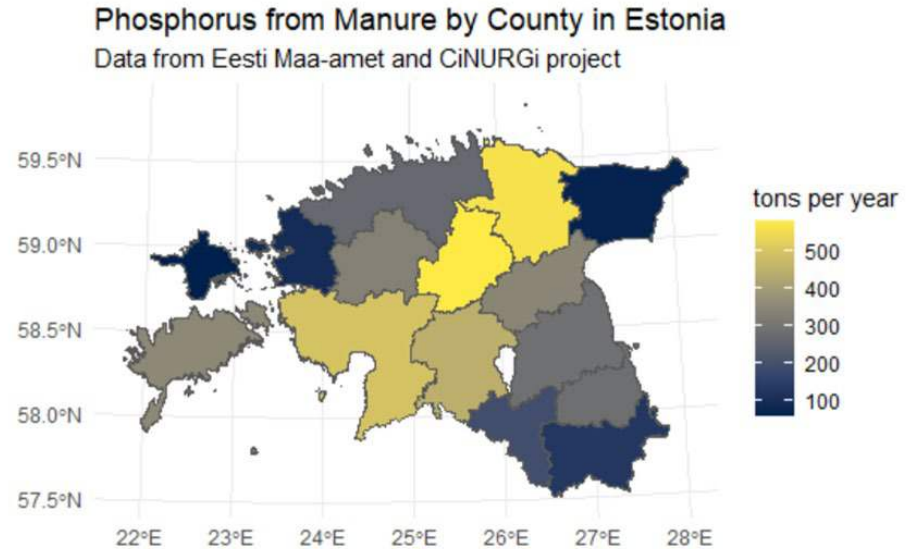 Phosphorus from Manure by County in Estonia
Data from Eesti Maa-amet and CiNURGi project
59.5°N
59.0°N
58.5°N
58.0°N
57.5°N
22°E 23°E 24°E 25°E 26°E 27°E 28°E
tons per year
500
400
300
200
100